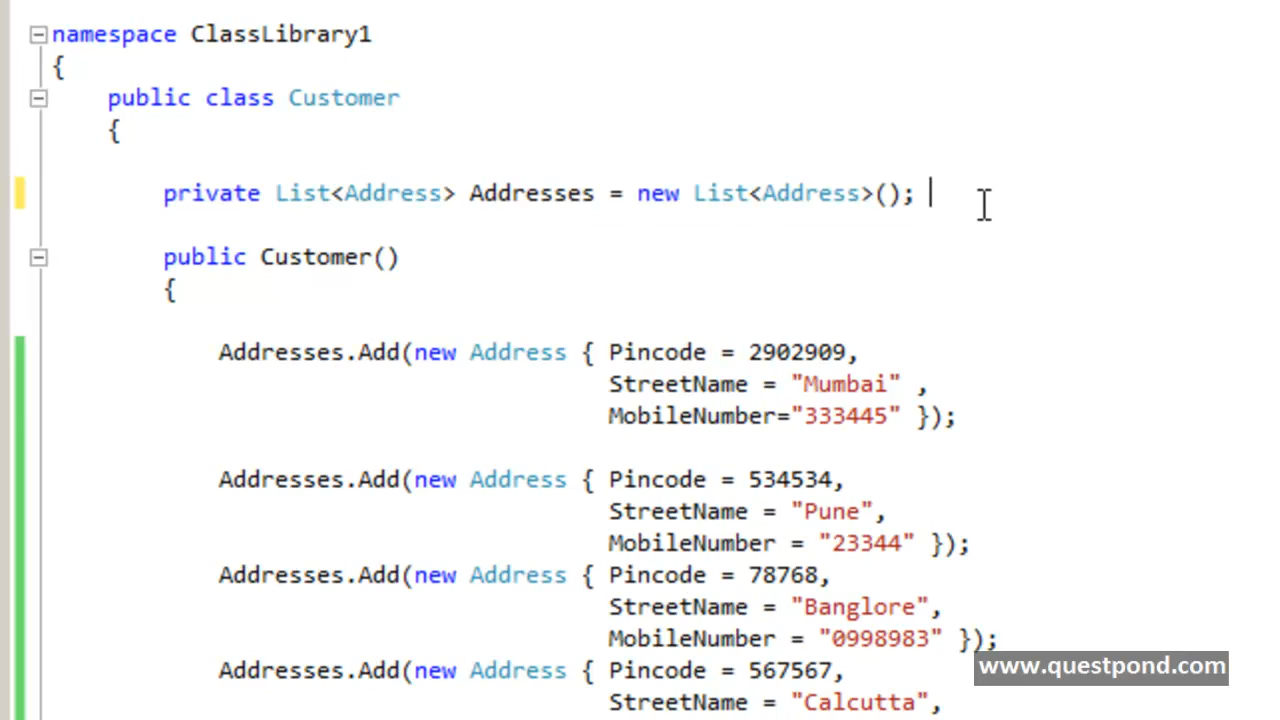 namespace ClassLibrary1
{
public class Customer
{
private List<Address> Addresses = new List<Address>();
public Customer()
{
Addresses.Add(new Address { Pincode = 2902909,
StreetName = "Mumbai" ,
MobileNumber="333445" });
Addresses.Add(new Address { Pincode = 534534,
StreetName = "Pune",
MobileNumber = "23344" });
Addresses.Add(new Address { Pincode = 78768,
StreetName = "Banglore",
MobileNumber = "0998983" });
Addresses.Add(new Address { Pincode = 567567,
StreetName = "Calcutta",
www.questpond.com